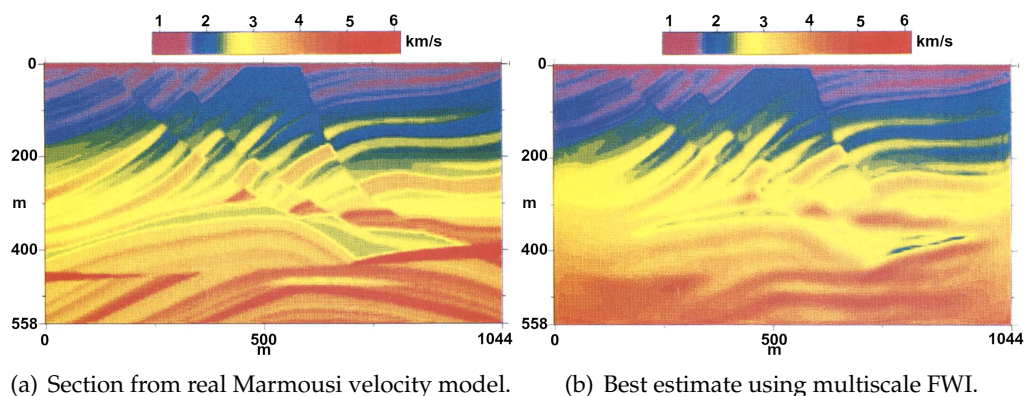 1 2 3 4 5 6
km/s
0
200
m
400
558
0 500 1044
m
(a) Section from real Marmousi velocity model.
1 2 3 4 5 6
km/s
0
200
m
400
558
0 500 1044
m
(b) Best estimate using multiscale FWI.